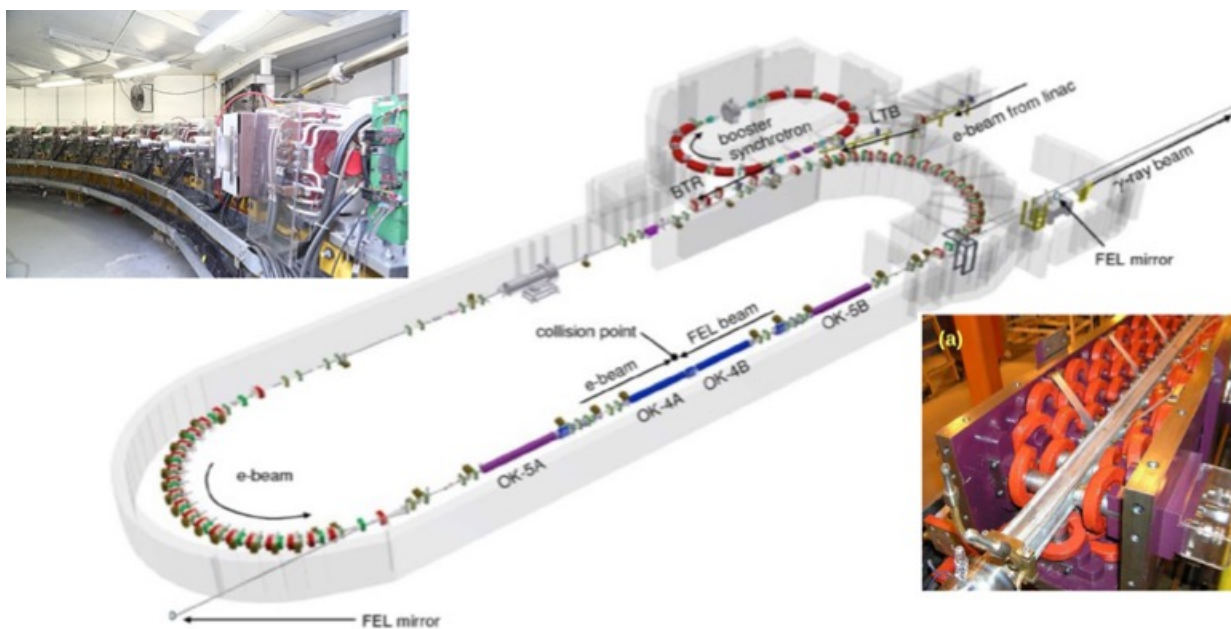 LTB
e-beam from linac
booster
synchrotron
BTR
γ-ray beam
FEL mirror
collision point
FEL beam
e-beam
OK-5B
OK-4B
OK-4A
OK-5A
e-beam
FEL mirror
(a)